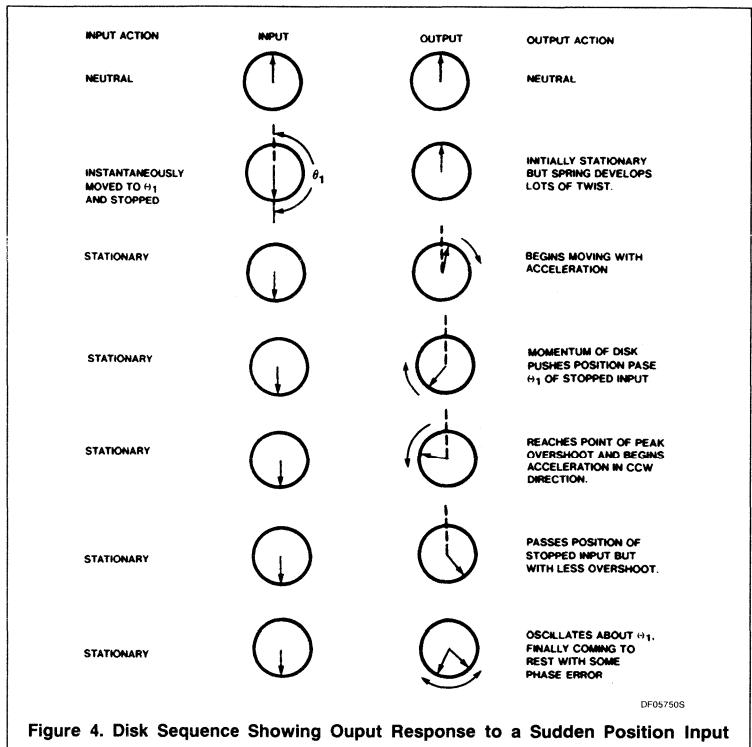 INPUT ACTION INPUT OUTPUT OUTPUT ACTION
NEUTRAL NEUTRAL
INSTANTANEOUSLY
MOVED TO Θ1
AND STOPPED
θ1
INITIALLY STATIONARY
BUT SPRING DEVELOPS
LOTS OF TWIST.
STATIONARY
BEGINS MOVING WITH
ACCELERATION
STATIONARY
MOMENTUM OF DISK
PUSHES POSITION PASE
Θ1 OF STOPPED INPUT
STATIONARY
REACHES POINT OF PEAK
OVERSHOOT AND BEGINS
ACCELERATION IN CCW
DIRECTION.
STATIONARY
PASSES POSITION OF
STOPPED INPUT BUT
WITH LESS OVERSHOOT.
STATIONARY
OSCILLATES ABOUT Θ1,
FINALLY COMING TO
REST WITH SOME
PHASE ERROR
DF05750S
Figure 4. Disk Sequence Showing Ouput Response to a Sudden Position Input